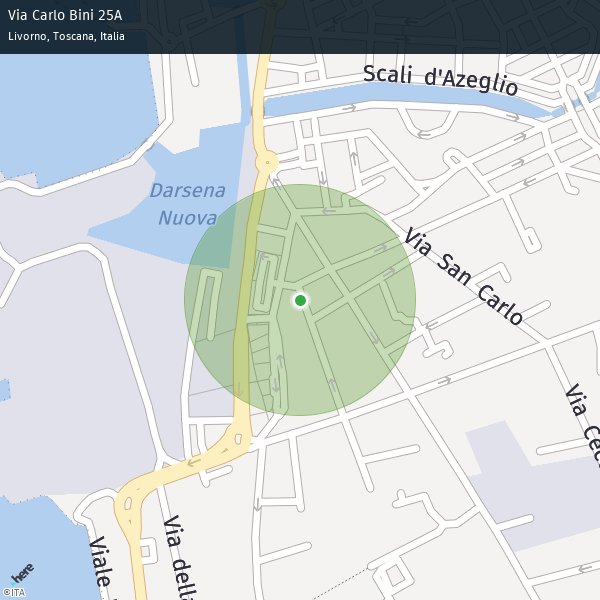 Via Carlo Bini 25A
Livorno, Toscana, Italia
Scali d'Azeglio
Darsena
Nuova
Via San Carlo
Via Cec
Via della
Viale
here
©ITA